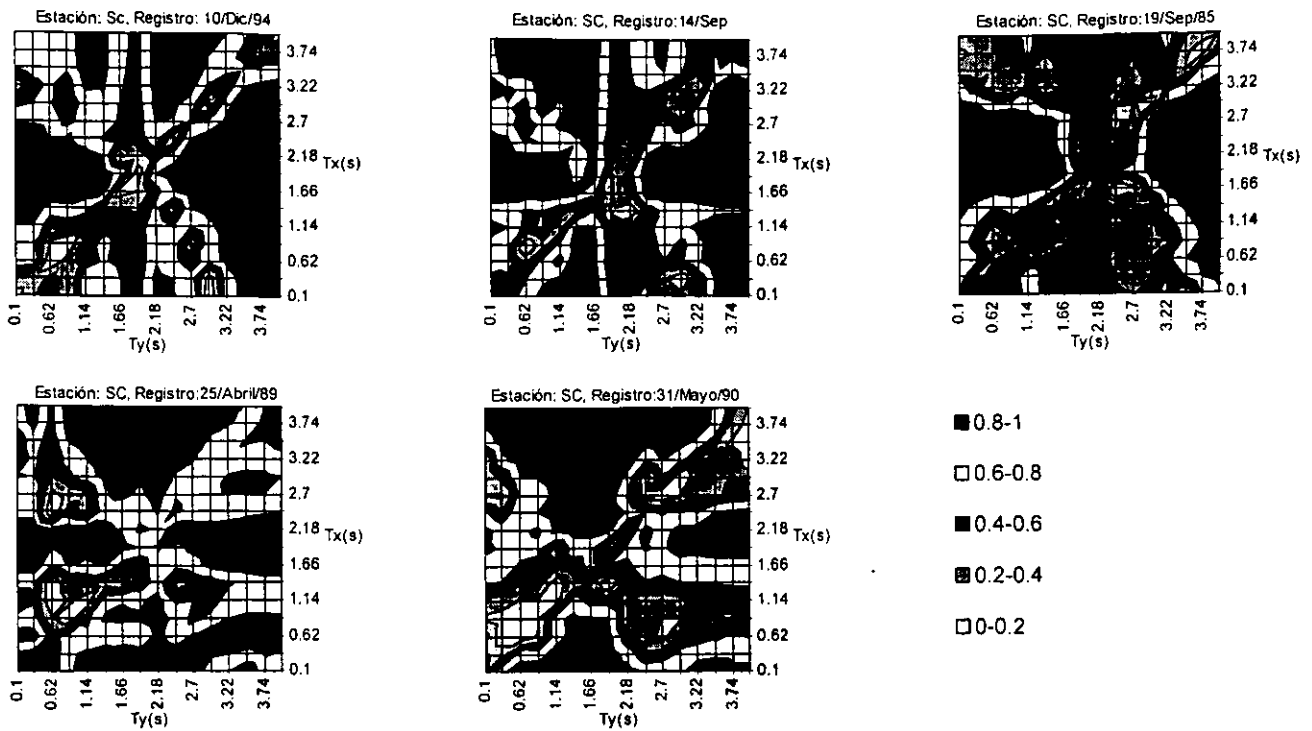 Estación: Sc, Registro: 10/Dic/94
3.74
3.22
2.7
2.18 Tx(s)
1.66
1.14
0.62
0.1
0.1 0.62 1.14 1.66 2.18 2.7 3.22 3.74
Ty(s)
Estación: SC, Registro:14/Sep
3.74
3.22
2.7
2.18 Tx(s)
1.66
1.14
0.62
0.1
0.1 0.62 1.14 1.66 2.18 2.7 3.22 3.74
Ty(s)
Estación: SC, Registro:19/Sep/85
3.74
3.22
2.7
2.18 Tx(s)
1.66
1.14
0.62
0.1
0.1 0.62 1.14 1.66 2.18 2.7 3.22 3.74
Ty(s)
Estación: SC, Registro:25/Abril/89
3.74
3.22
2.7
2.18 Tx(s)
1.66
1.14
0.62
0.1
0.1 0.62 1.14 1.66 2.18 2.7 3.22 3.74
Ty(s)
Estación: SC, Registro:31/Mayo/90
3.74
3.22
2.7
2.18 Tx(s)
1.66
1.14
0.62
0.1
0.1 0.62 1.14 1.66 2.18 2.7 3.22 3.74
Ty(s)
0.8-1
0.6-0.8
0.4-0.6
0.2-0.4
0-0.2